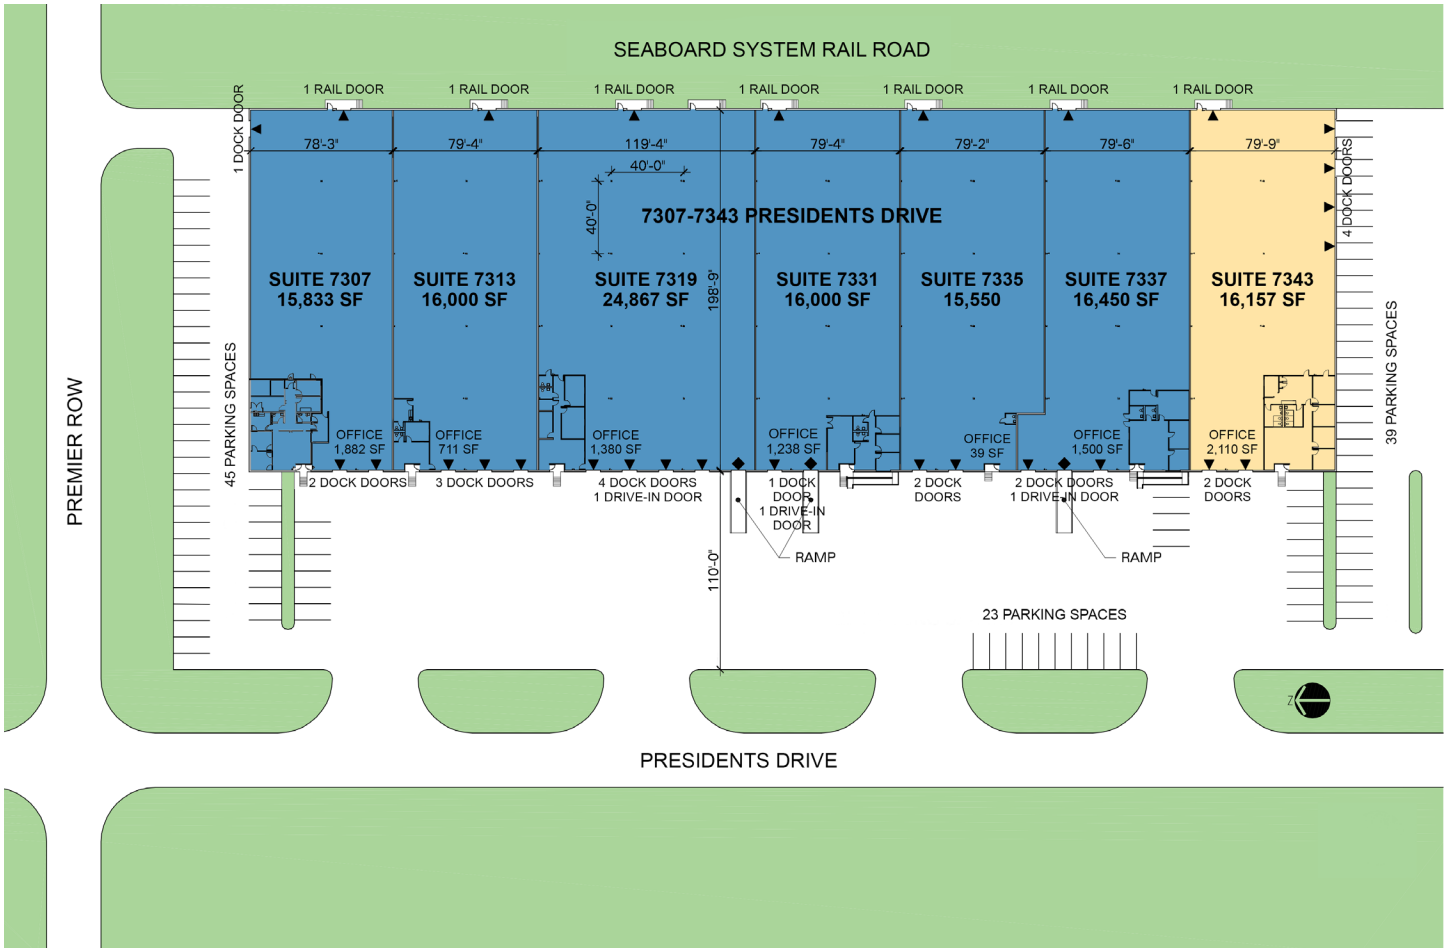 SEABOARD SYSTEM RAIL ROAD
1 RAIL DOOR
1 RAIL DOOR
1 RAIL DOOR
1 RAIL DOOR
1 RAIL DOOR
1 RAIL DOOR
1 RAIL DOOR
1 DOCK DOOR
78'-3"
79'-4"
119'-4"
79'-4"
79'-2"
79'-6"
79'-9"
40'-0"
40'-0"
4 DOCK DOORS
7307-7343 PRESIDENTS DRIVE
SUITE 7307
15,833 SF
SUITE 7313
16,000 SF
SUITE 7319
24,867 SF
198'-9"
SUITE 7331
16,000 SF
SUITE 7335
15,550
SUITE 7337
16,450 SF
SUITE 7343
16,157 SF
PREMIER ROW
45 PARKING SPACES
39 PARKING SPACES
OFFICE
1,882 SF
OFFICE
711 SF
OFFICE
1,380 SF
OFFICE
1,238 SF
OFFICE
39 SF
OFFICE
1,500 SF
OFFICE
2,110 SF
2 DOCK DOORS
3 DOCK DOORS
4 DOCK DOORS
1 DRIVE-IN DOOR
1 DOCK
DOOR
1 DRIVE-IN
DOOR
2 DOCK
DOORS
2 DOCK DOORS
1 DRIVE-IN DOOR
2 DOCK
DOORS
RAMP
RAMP
110'-0"
23 PARKING SPACES
Z
PRESIDENTS DRIVE